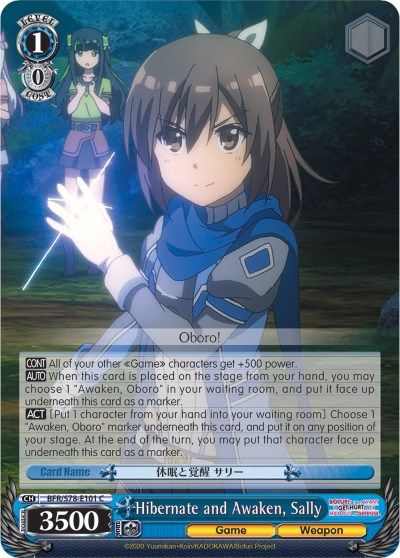 LEVEL
1
0
COST
Oboro!
CONT All of your other «Game» characters get +500 power.
AUTO When this card is placed on the stage from your hand, you may
choose 1 "Awaken, Oboro" in your waiting room, and put it face up
underneath this card as a marker.
ACT [Put 1 character from your hand into your waiting room] Choose 1
"Awaken, Oboro" marker underneath this card, and put it on any position
of your stage. At the end of the turn, you may put that character face up
underneath this card as a marker.
Card Name 休眠と覚醒 サリー
CH BFR/S78-E101 C
Hibernate and Awaken, Sally
POWER 3500
Game Weapon
©2020 Yuumikan•Koin/KADOKAWA/Bofuri Project